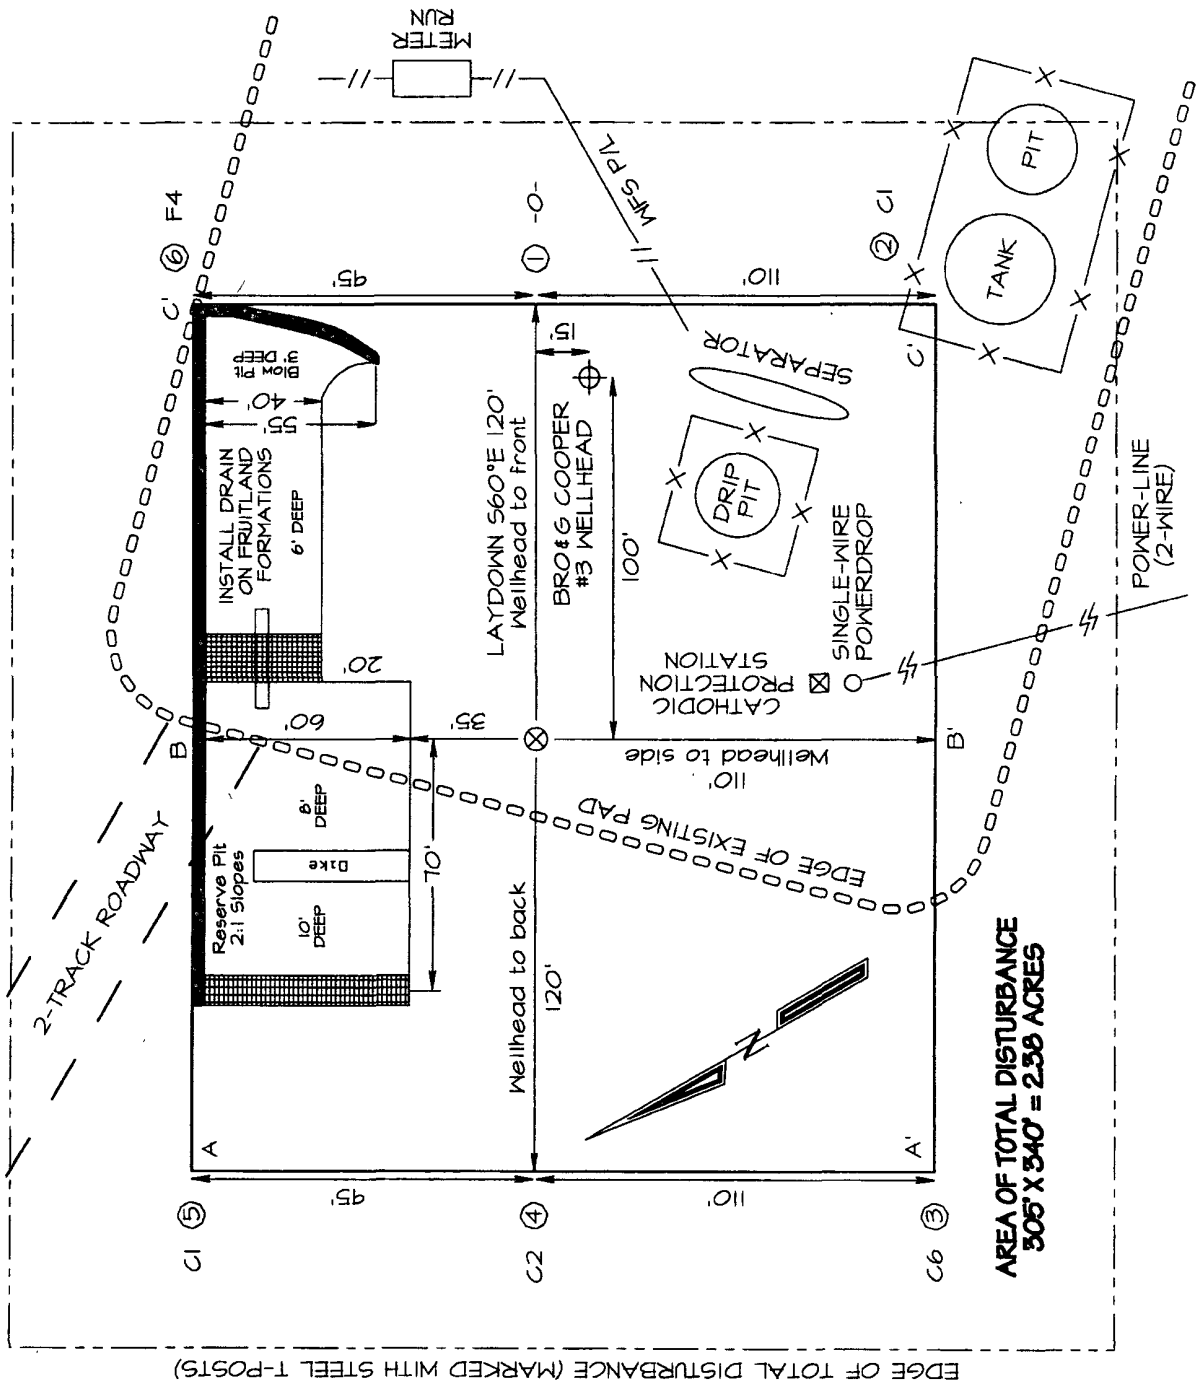 METER
RUN
WFS P/L
F4
⑥
C'
95'
-0-
①
110'
C1
②
C'
PIT
TANK
Blow Pit
3' DEEP
40'
55'
INSTALL DRAIN
ON FRUITLAND
FORMATIONS
6' DEEP
20'
LAYDOWN S60°E 120'
Wellhead to front
15'
BRO&G COOPER
#3 WELLHEAD
100'
SEPARATOR
DRIP
PIT
SINGLE-WIRE
POWERDROP
CATHODIC
PROTECTION
STATION
POWER-LINE
(2-WIRE)
B
60'
35'
110'
Wellhead to side
B'
2-TRACK ROADWAY
Reserve Pit
2:1 Slopes
8'
DEEP
Dike
10'
DEEP
70'
EDGE OF EXISTING PAD
Wellhead to back
120'
N
A
A'
95'
110'
C1
⑤
C2
④
C6
③
AREA OF TOTAL DISTURBANCE
305' X 340' = 2.38 ACRES
EDGE OF TOTAL DISTURBANCE (MARKED WITH STEEL T-POSTS)